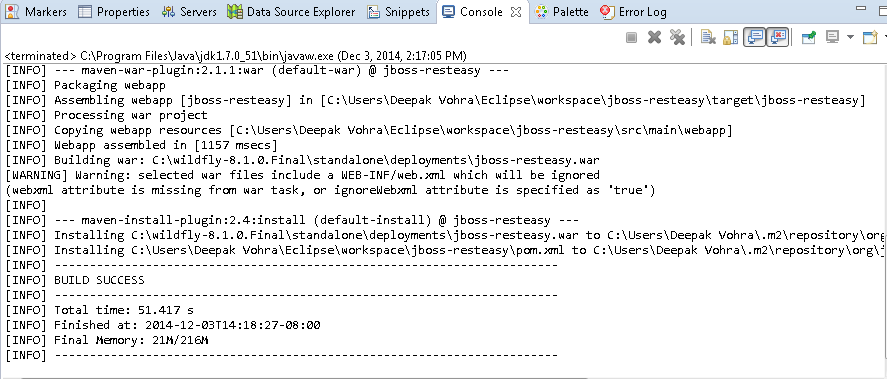 Markers Properties Servers Data Source Explorer Snippets Console Palette Error Log
<terminated> C:\Program Files\Java\jdk1.7.0_51\bin\javaw.exe (Dec 3, 2014, 2:17:05 PM)
[INFO] --- maven-war-plugin:2.1.1:war (default-war) @ jboss-resteasy ---
[INFO] Packaging webapp
[INFO] Assembling webapp [jboss-resteasy] in [C:\Users\Deepak Vohra\Eclipse\workspace\jboss-resteasy\target\jboss-resteasy]
[INFO] Processing war project
[INFO] Copying webapp resources [C:\Users\Deepak Vohra\Eclipse\workspace\jboss-resteasy\src\main\webapp]
[INFO] Webapp assembled in [1157 msecs]
[INFO] Building war: C:\wildfly-8.1.0.Final\standalone\deployments\jboss-resteasy.war
[WARNING] Warning: selected war files include a WEB-INF/web.xml which will be ignored
(webxml attribute is missing from war task, or ignoreWebxml attribute is specified as 'true')
[INFO]
[INFO] --- maven-install-plugin:2.4:install (default-install) @ jboss-resteasy ---
[INFO] Installing C:\wildfly-8.1.0.Final\standalone\deployments\jboss-resteasy.war to C:\Users\Deepak Vohra\.m2\repository\org
[INFO] Installing C:\Users\Deepak Vohra\Eclipse\workspace\jboss-resteasy\pom.xml to C:\Users\Deepak Vohra\.m2\repository\org\j
[INFO] ------------------------------------------------------------------------
[INFO] BUILD SUCCESS
[INFO] ------------------------------------------------------------------------
[INFO] Total time: 51.417 s
[INFO] Finished at: 2014-12-03T14:18:27-08:00
[INFO] Final Memory: 21M/216M
[INFO] ------------------------------------------------------------------------